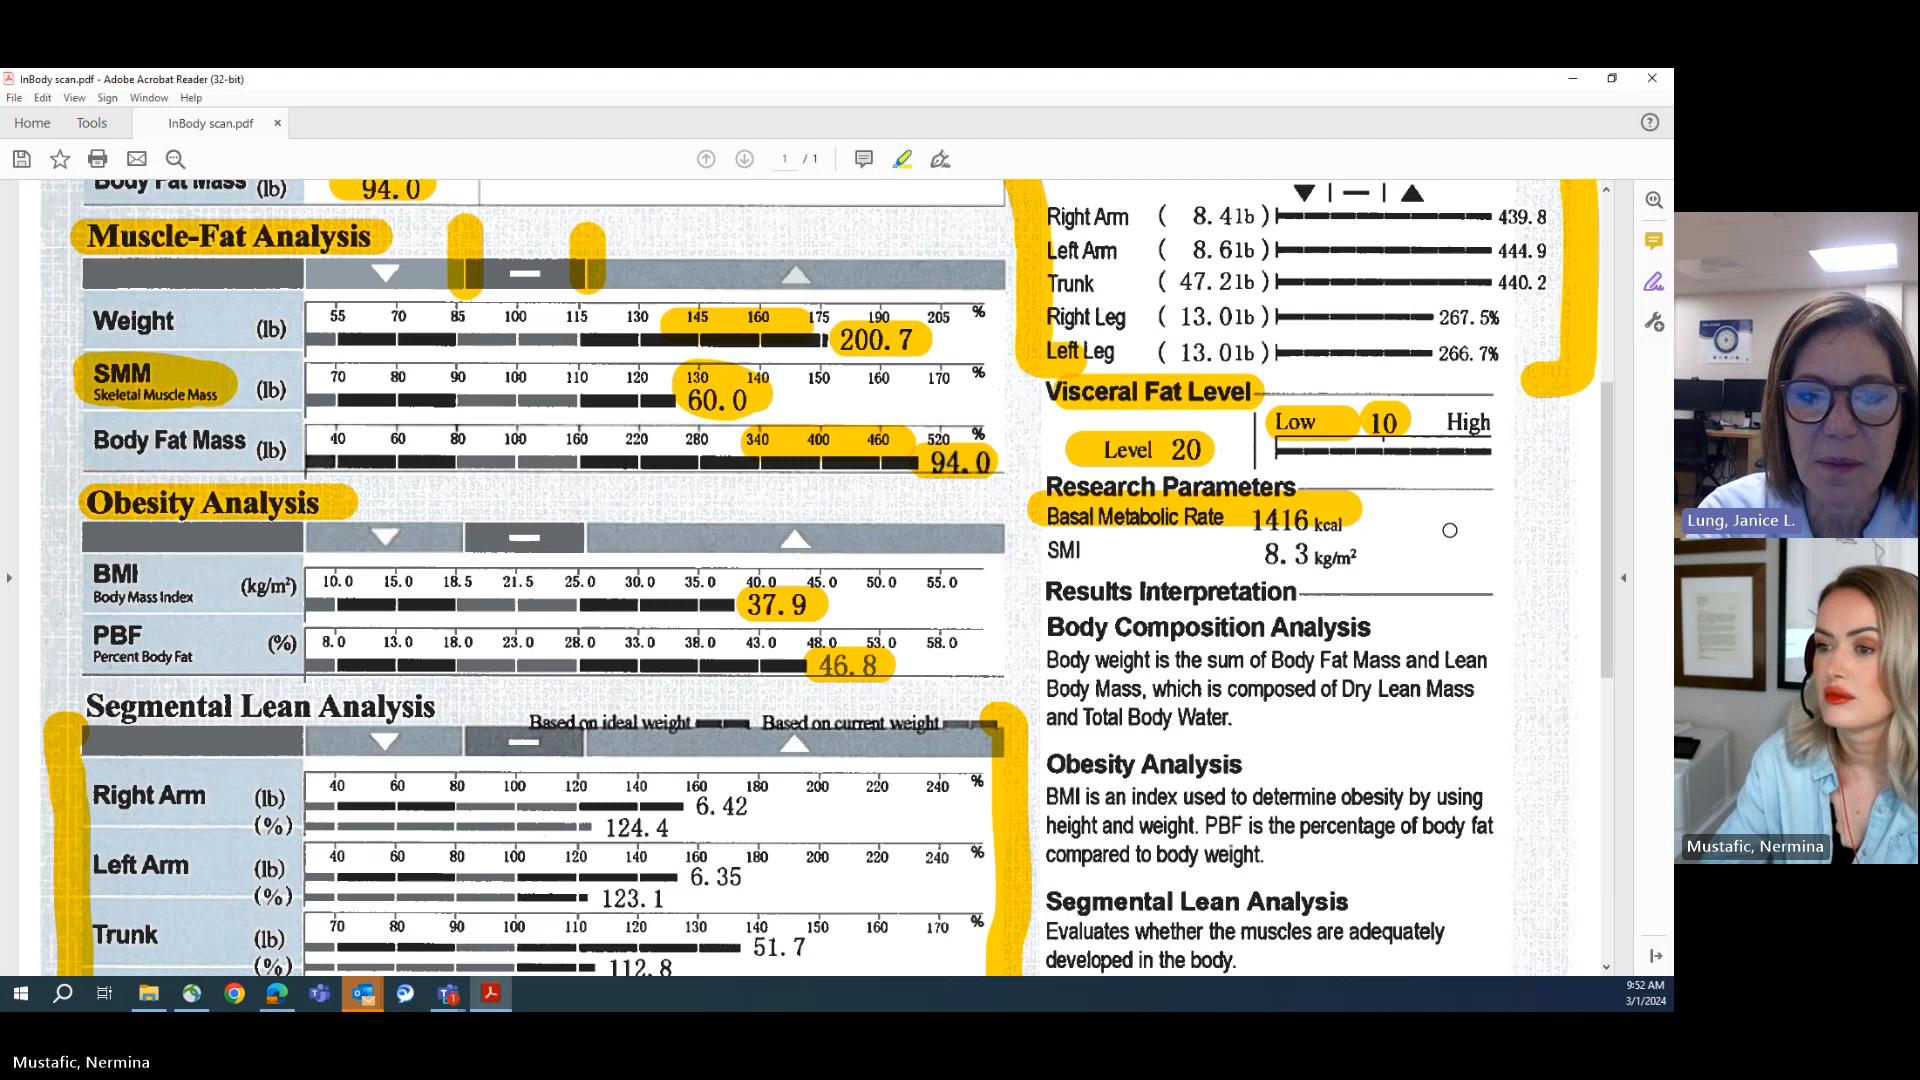 InBody scan.pdf - Adobe Acrobat Reader (32-bit)
File Edit View Sign Window Help
Home Tools InBody scan.pdf ×
1 / 1
Body Fat Mass (lb) 94.0
Muscle-Fat Analysis
Weight (lb) 55 70 85 100 115 130 145 160 175 190 205 %
200.7
SMM (lb) 70 80 90 100 110 120 130 140 150 160 170 %
Skeletal Muscle Mass 60.0
Body Fat Mass (lb) 40 60 80 100 160 220 280 340 400 460 520 %
94.0
Obesity Analysis
BMI (kg/m²) 10.0 15.0 18.5 21.5 25.0 30.0 35.0 40.0 45.0 50.0 55.0
Body Mass Index 37.9
PBF (%) 8.0 13.0 18.0 23.0 28.0 33.0 38.0 43.0 48.0 53.0 58.0
Percent Body Fat 46.8
Segmental Lean Analysis
Based on ideal weight Based on current weight
Right Arm (lb) 40 60 80 100 120 140 160 180 200 220 240 %
6.42
(%) 124.4
Left Arm (lb) 40 60 80 100 120 140 160 180 200 220 240 %
6.35
(%) 123.1
Trunk (lb) 70 80 90 100 110 120 130 140 150 160 170 %
51.7
(%) 112.8
Right Arm ( 8.4lb ) 439.8
Left Arm ( 8.6lb ) 444.9
Trunk ( 47.2lb ) 440.2
Right Leg ( 13.0lb ) 267.5%
Left Leg ( 13.0lb ) 266.7%
Visceral Fat Level
Low 10 High
Level 20
Research Parameters
Basal Metabolic Rate 1416 kcal
SMI 8.3 kg/m²
Results Interpretation
Body Composition Analysis
Body weight is the sum of Body Fat Mass and Lean
Body Mass, which is composed of Dry Lean Mass
and Total Body Water.
Obesity Analysis
BMI is an index used to determine obesity by using
height and weight. PBF is the percentage of body fat
compared to body weight.
Segmental Lean Analysis
Evaluates whether the muscles are adequately
developed in the body.
9:52 AM
3/1/2024
Lung, Janice L.
Mustafic, Nermina
Mustafic, Nermina